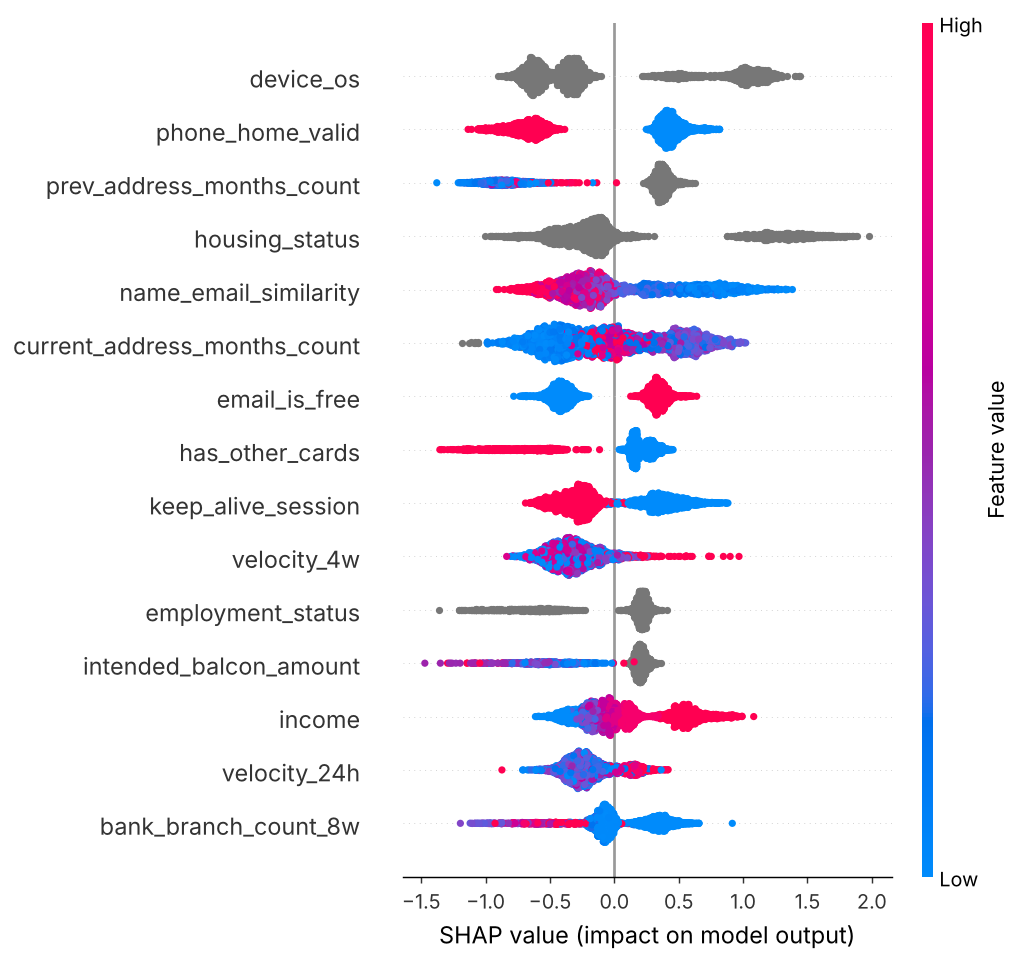 High
device_os
phone_home_valid
prev_address_months_count
housing_status
name_email_similarity
current_address_months_count
email_is_free
has_other_cards
keep_alive_session
velocity_4w
employment_status
intended_balcon_amount
income
velocity_24h
bank_branch_count_8w
Feature value
Low
−1.5 −1.0 −0.5 0.0 0.5 1.0 1.5 2.0
SHAP value (impact on model output)